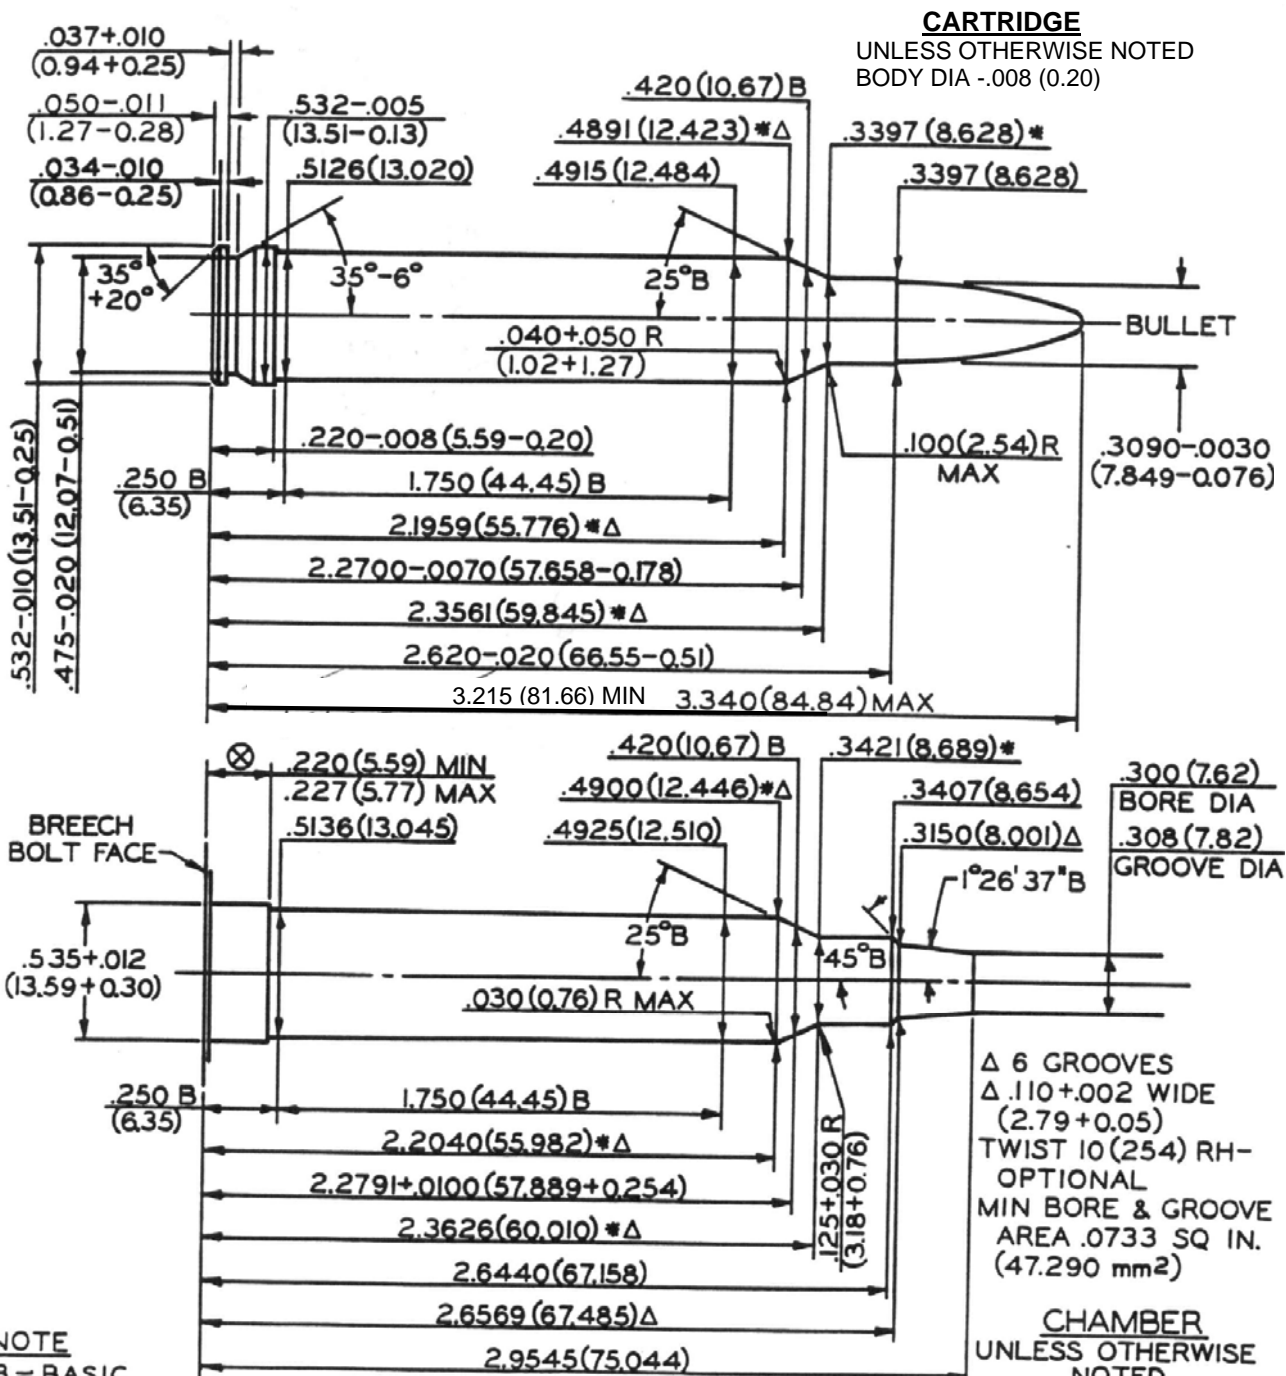 CARTRIDGE
UNLESS OTHERWISE NOTED
BODY DIA -.008 (0.20)
.037+.010
(0.94+0.25)
.050-.011
(1.27-0.28)
.034-.010
(0.86-0.25)
.532-.005
(13.51-0.13)
.5126(13.020)
.420(10.67) B
.4891(12.423)*Δ
.4915(12.484)
.3397(8.628)*
.3397(8.628)
35°
+20°
35°-6°
25°B
.040+.050 R
(1.02+1.27)
BULLET
.532-.010(13.51-0.25)
.475-.020(12.07-0.51)
.220-.008(5.59-0.20)
.100(2.54)R
MAX
.3090-.0030
(7.849-0.076)
.250 B
(6.35)
1.750 (44.45) B
2.1959(55.776)*Δ
2.2700-.0070(57.658-0.178)
2.3561(59.845)*Δ
2.620-.020(66.55-0.51)
3.215 (81.66) MIN 3.340(84.84)MAX
⊗
.220(5.59) MIN
.227(5.77) MAX
.5136(13.045)
.420(10.67) B
.4900(12.446)*Δ
.4925(12.510)
.3421(8.689)*
.3407(8.654)
.3150(8.001)Δ
.300(7.62)
BORE DIA
.308(7.82)
GROOVE DIA
BREECH
BOLT FACE
1°26'37"B
25°B
45°B
.535+.012
(13.59+0.30)
.030(0.76)R MAX
.250 B
(6.35)
1.750(44.45)B
2.2040(55.982)*Δ
2.2791+.0100(57.889+0.254)
2.3626(60.010)*Δ
2.6440(67.158)
2.6569(67.485)Δ
2.9545(75.044)
.125+.030 R
(3.18+0.76)
Δ 6 GROOVES
Δ .110+.002 WIDE
(2.79+0.05)
TWIST 10(254) RH-
OPTIONAL
MIN BORE & GROOVE
AREA .0733 SQ IN.
(47.290 mm2)
CHAMBER
UNLESS OTHERWISE
NOTED
NOTE
B = BASIC